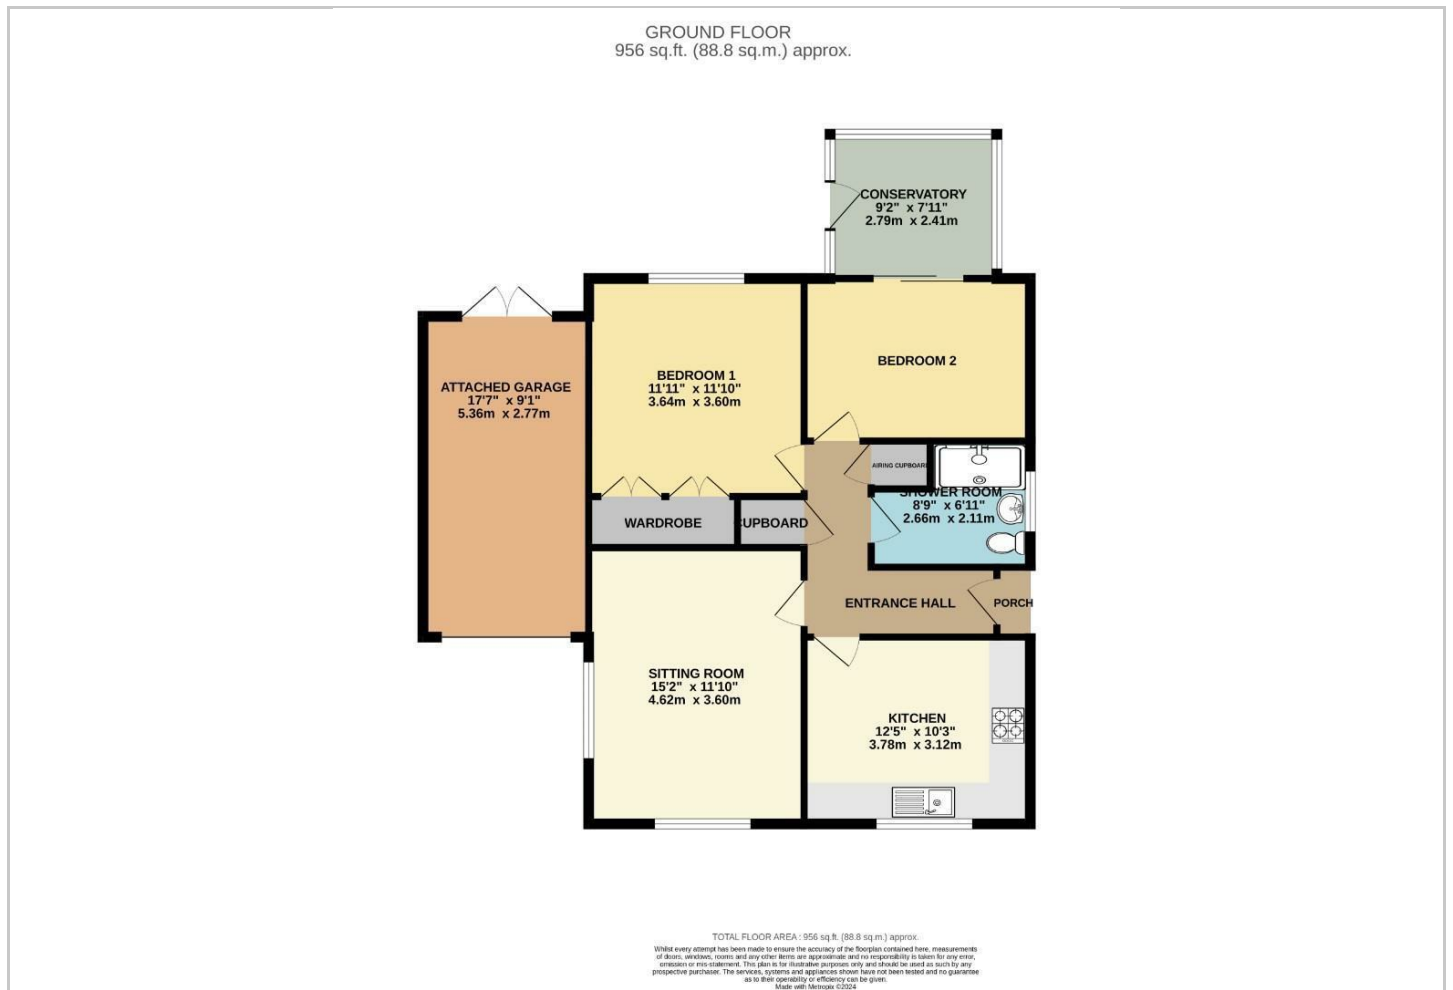 GROUND FLOOR
956 sq.ft. (88.8 sq.m.) approx.
CONSERVATORY
9'2" x 7'11"
2.79m x 2.41m
BEDROOM 2
BEDROOM 1
11'11" x 11'10"
3.64m x 3.60m
ATTACHED GARAGE
17'7" x 9'1"
5.36m x 2.77m
AIRING CUPBOARD
SHOWER ROOM
8'9" x 6'11"
2.66m x 2.11m
WARDROBE
CUPBOARD
ENTRANCE HALL
PORCH
SITTING ROOM
15'2" x 11'10"
4.62m x 3.60m
KITCHEN
12'5" x 10'3"
3.78m x 3.12m
TOTAL FLOOR AREA : 956 sq.ft. (88.8 sq.m.) approx.
Whilst every attempt has been made to ensure the accuracy of the floorplan contained here, measurements
of doors, windows, rooms and any other items are approximate and no responsibility is taken for any error,
omission or mis-statement. This plan is for illustrative purposes only and should be used as such by any
prospective purchaser. The services, systems and appliances shown have not been tested and no guarantee
as to their operability or efficiency can be given.
Made with Metropix ©2024